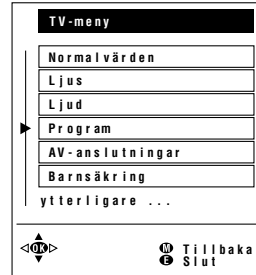 TV-meny
Normalvärden
Ljus
Ljud
Program
AV-anslutningar
Barnsäkring
ytterligare ...
OK
M Tillbaka
E Slut